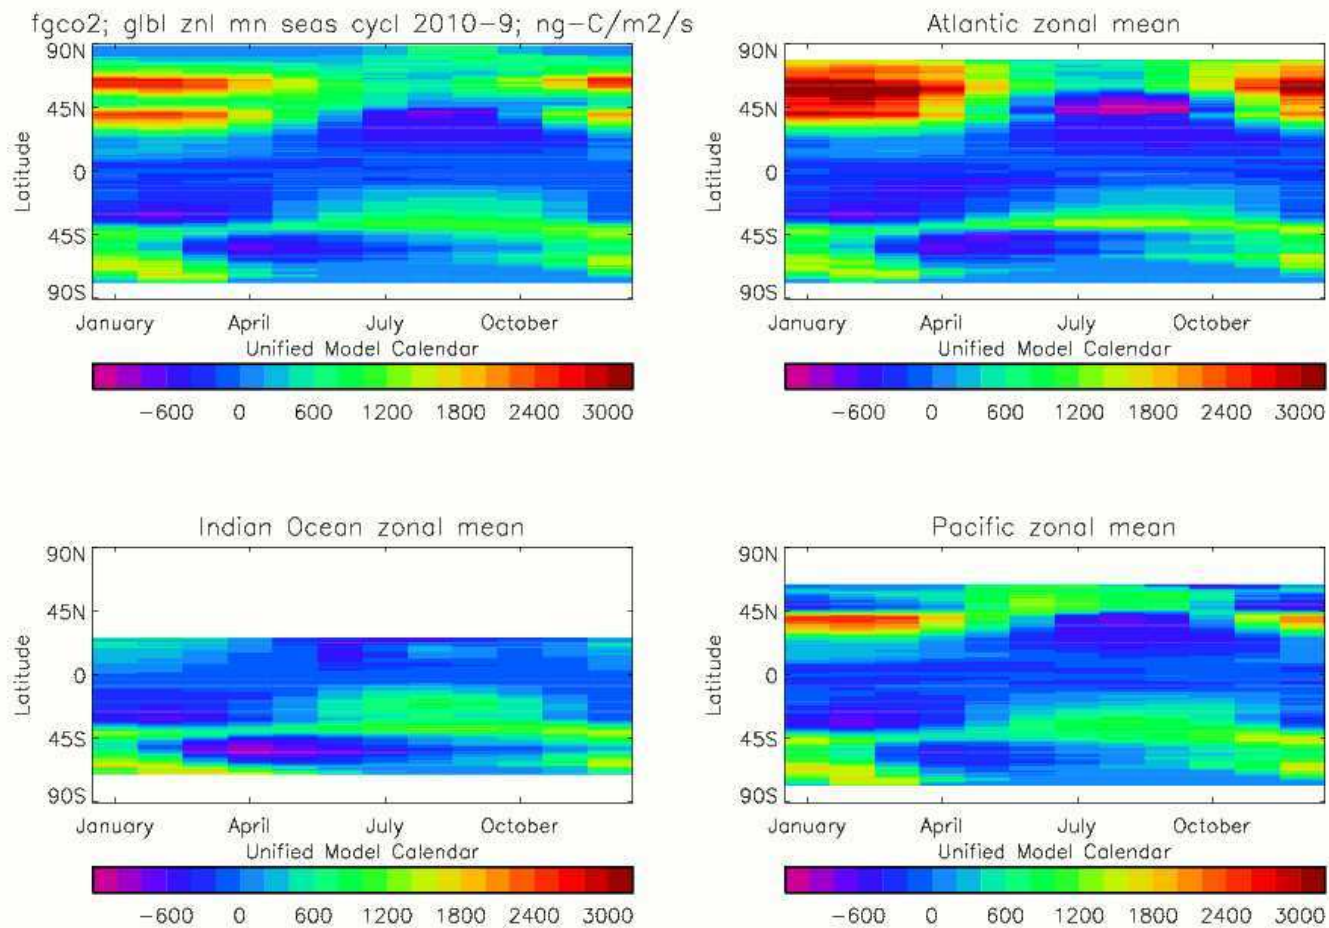 fgco2; glbl znl mn seas cycl 2010-9; ng-C/m2/s
90N
45N
0
45S
90S
Latitude
January April July October
Unified Model Calendar
-600 0 600 1200 1800 2400 3000
Atlantic zonal mean
90N
45N
0
45S
90S
Latitude
January April July October
Unified Model Calendar
-600 0 600 1200 1800 2400 3000
Indian Ocean zonal mean
90N
45N
0
45S
90S
Latitude
January April July October
Unified Model Calendar
-600 0 600 1200 1800 2400 3000
Pacific zonal mean
90N
45N
0
45S
90S
Latitude
January April July October
Unified Model Calendar
-600 0 600 1200 1800 2400 3000